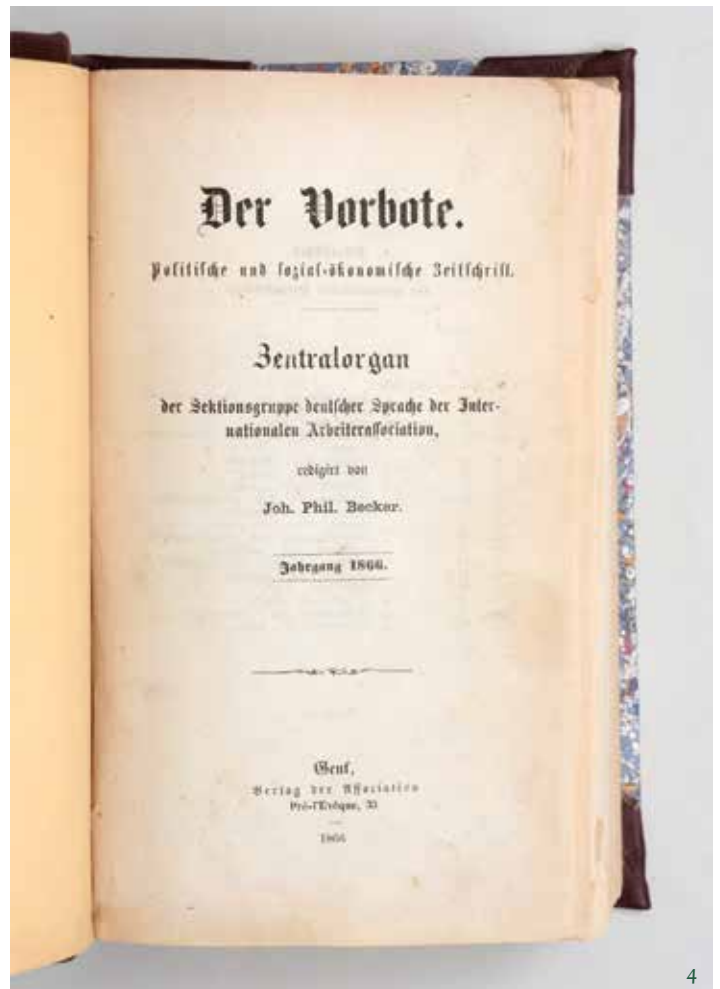 Der Vorbote.
Politische und sozial-ökonomische Zeitschrift.
Zentralorgan
der Sektionsgruppe deutscher Sprache der Inter-
nationalen Arbeiterassociation,
redigirt von
Joh. Phil. Becker.
Jahrgang 1866.
Genf,
Verlag der Association
Pré-l'Evêque, 33
1866
4